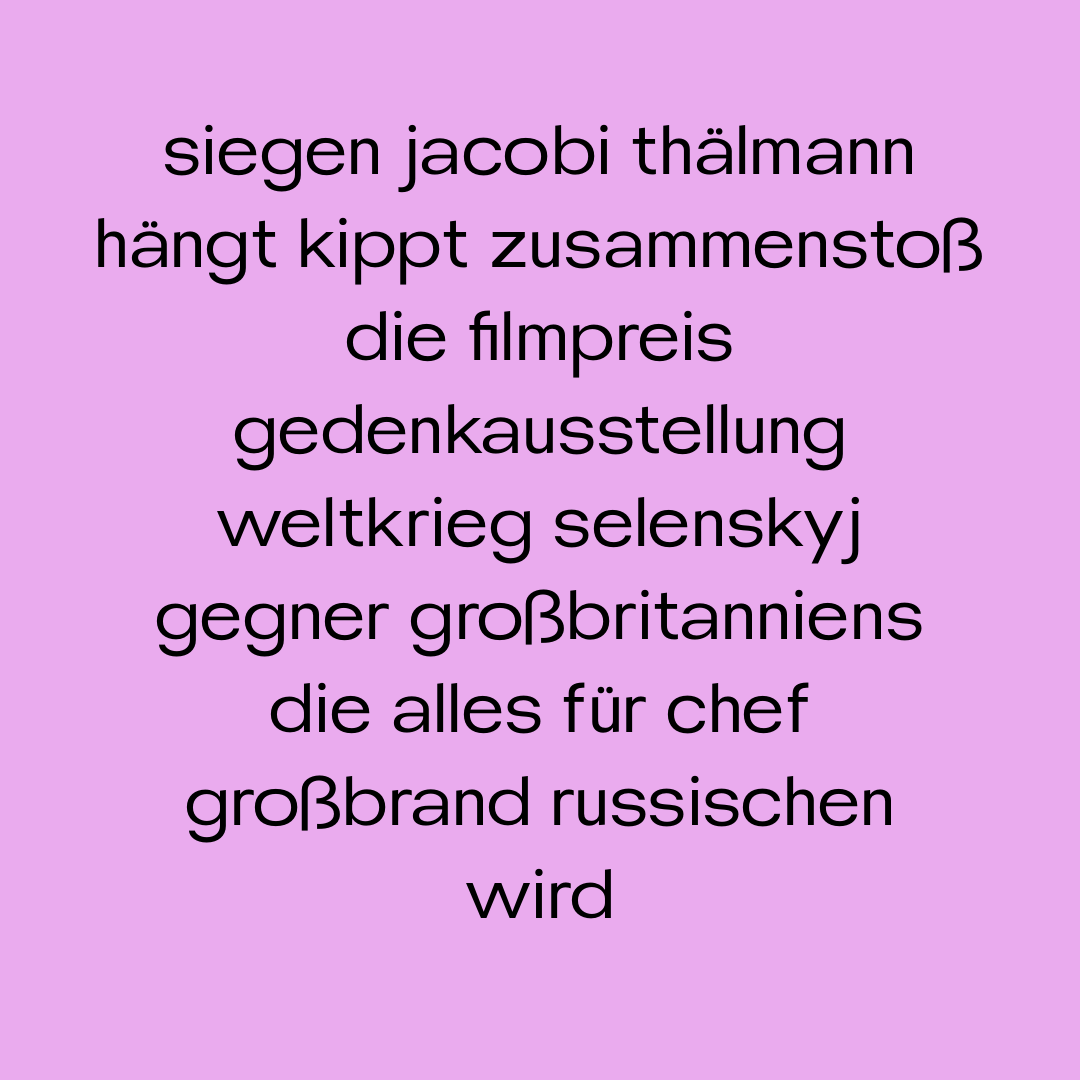 siegen jacobi thälmann
hängt kippt zusammenstoß
die filmpreis
gedenkausstellung
weltkrieg selenskyj
gegner großbritanniens
die alles für chef
großbrand russischen
wird